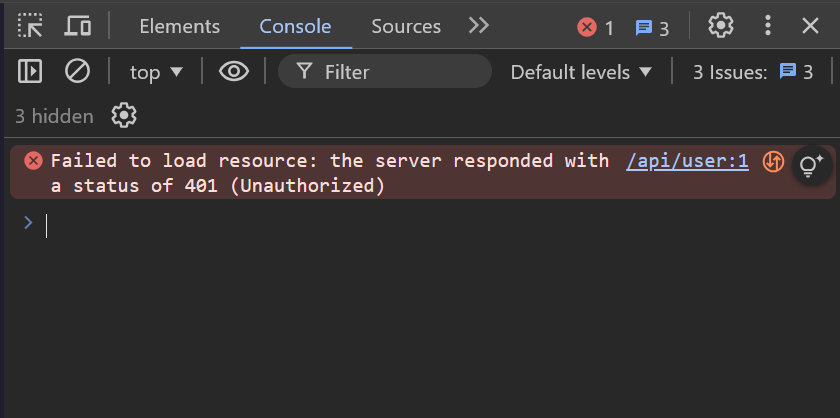 Elements Console Sources 1 3
top Filter Default levels 3 Issues: 3
3 hidden
Failed to load resource: the server responded with /api/user:1
a status of 401 (Unauthorized)